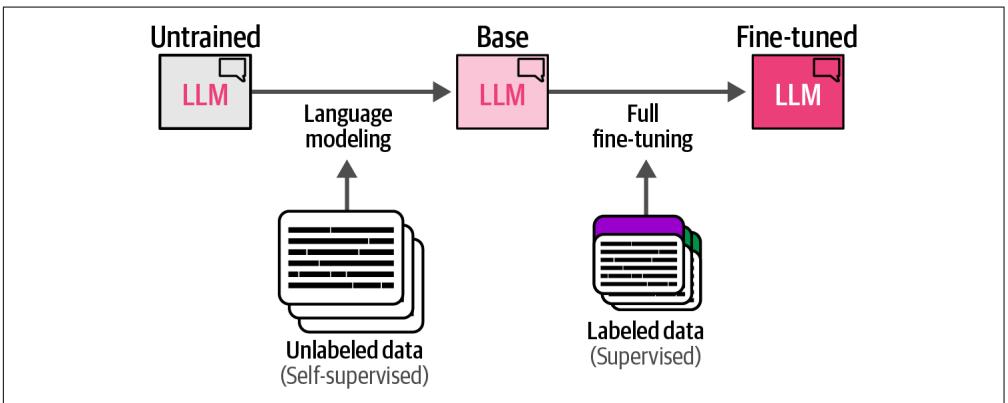 Untrained
Base
Fine-tuned
LLM
LLM
LLM
Language
modeling
Full
fine-tuning
Unlabeled data
(Self-supervised)
Labeled data
(Supervised)